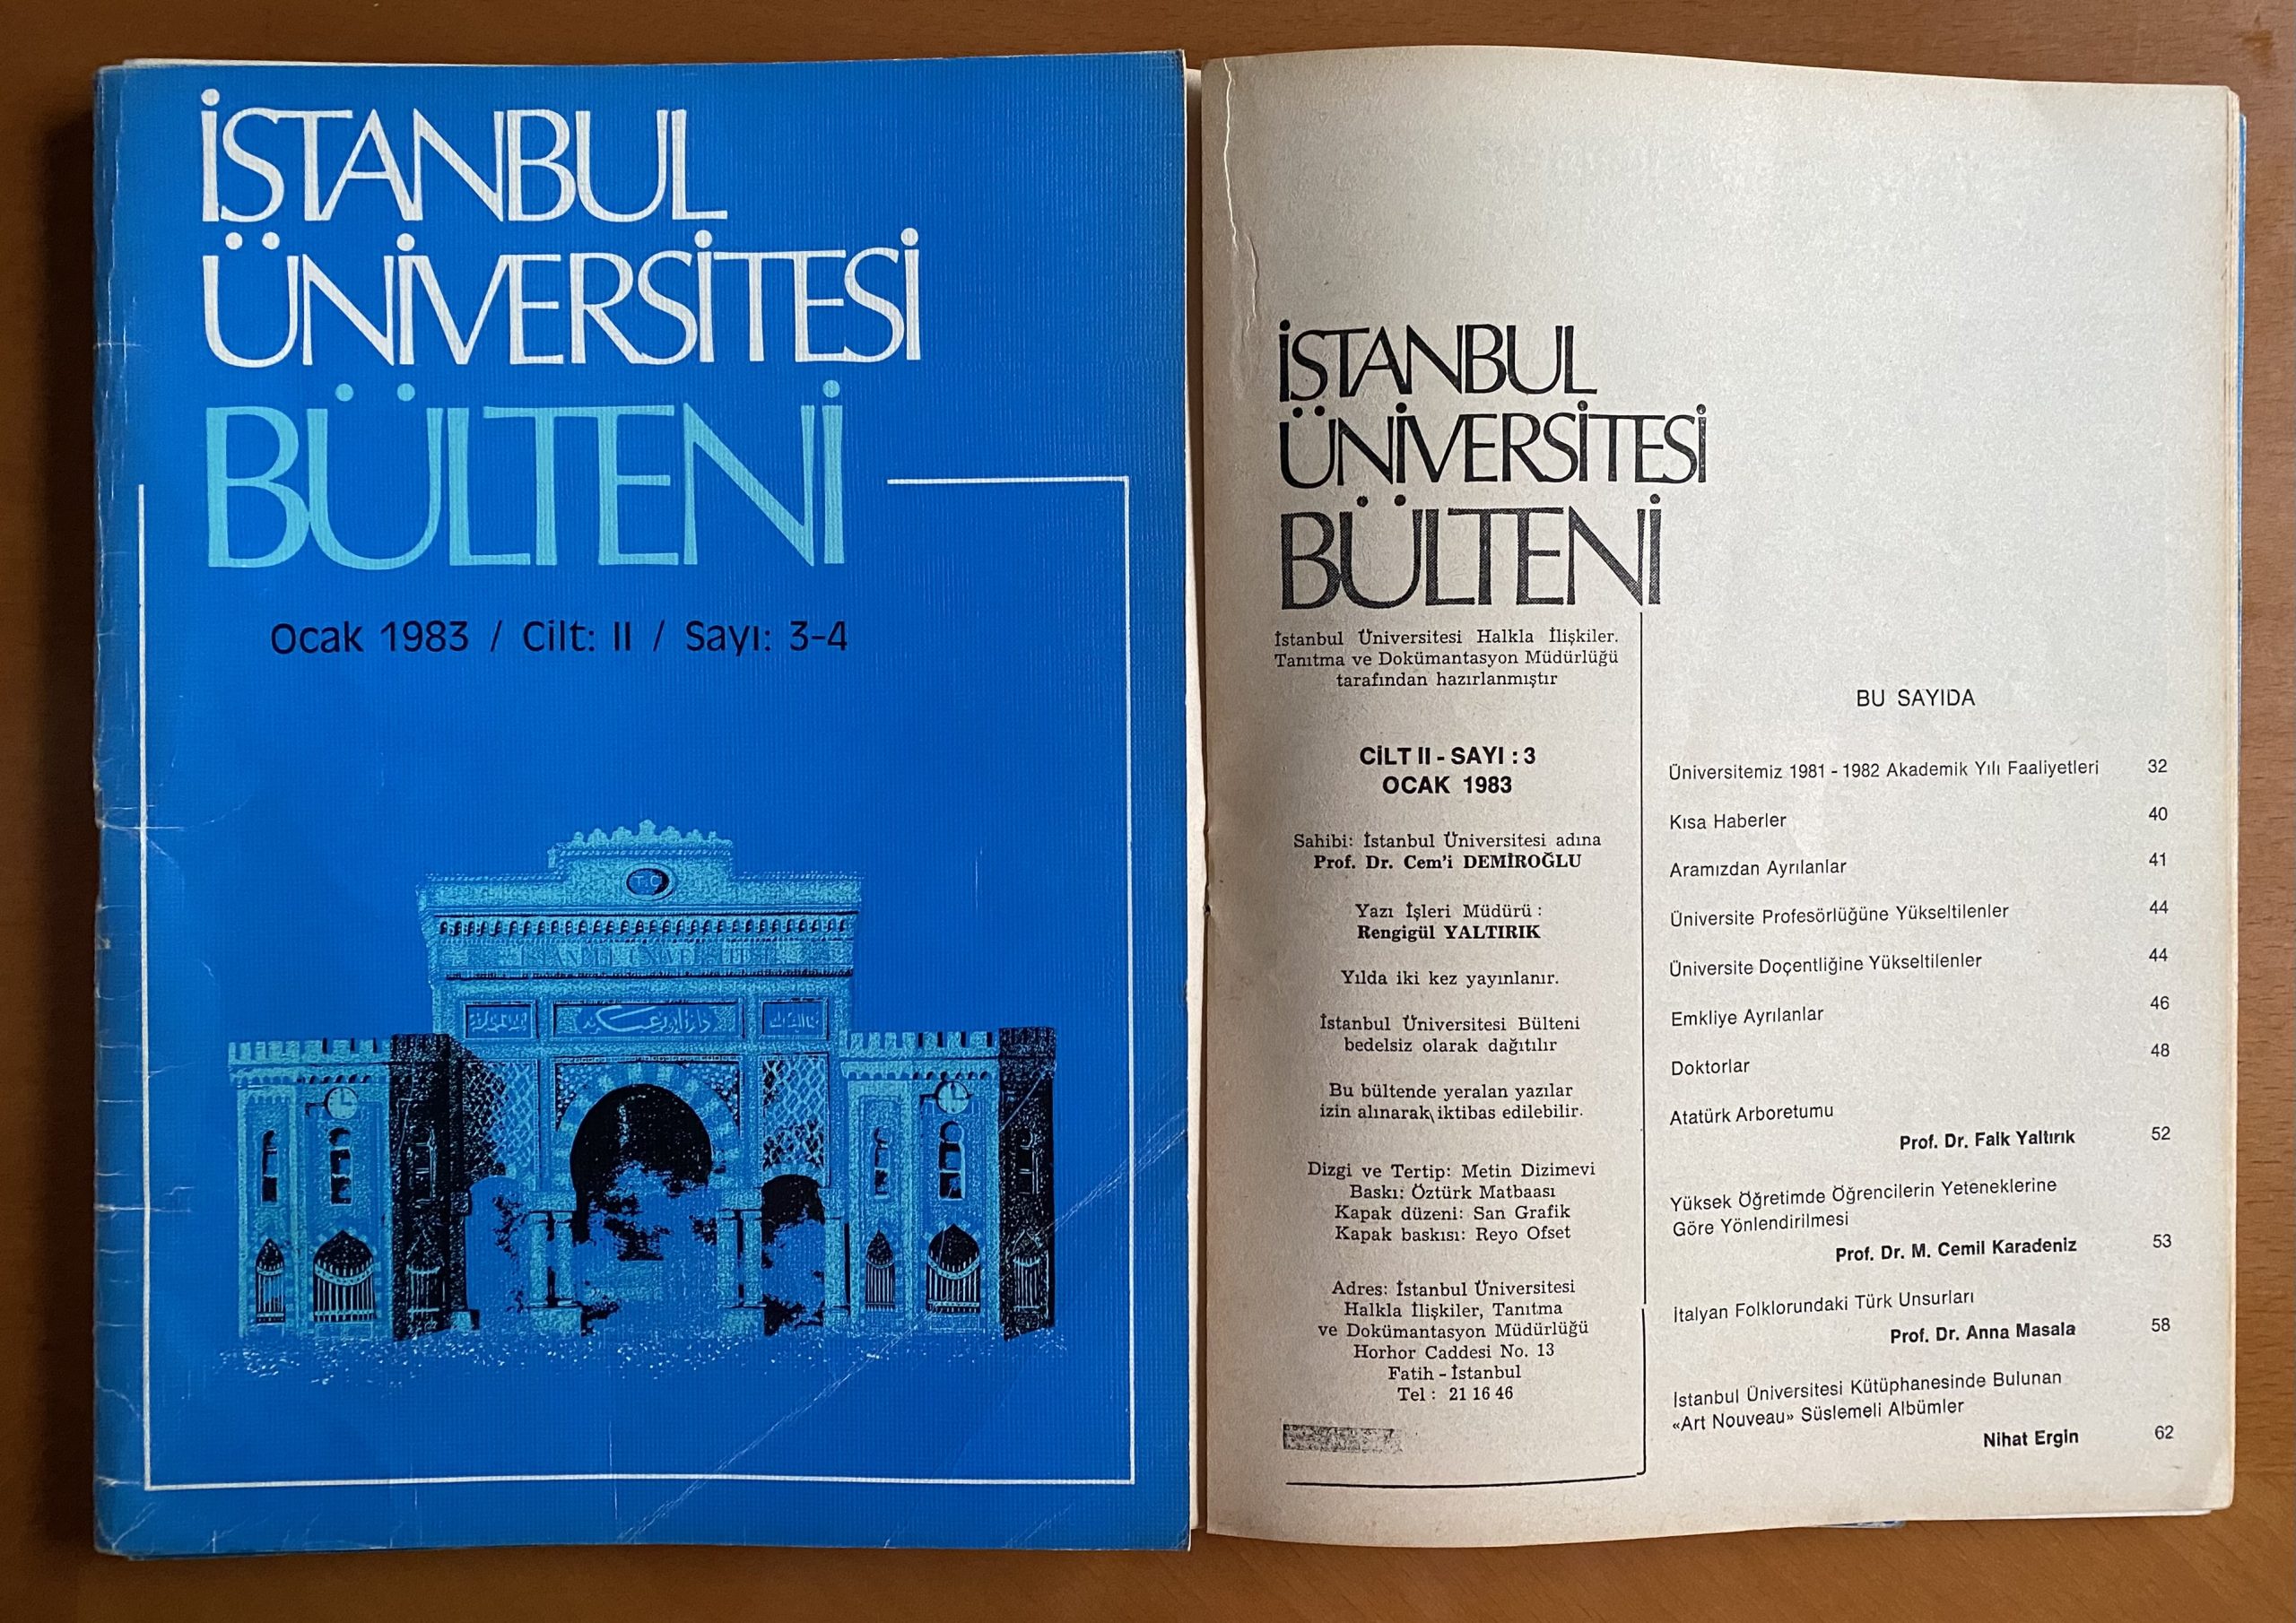 İSTANBUL
ÜNİVERSİTESİ
BÜLTENİ
Ocak 1983 / Cilt: II / Sayı: 3-4
T.C.
İSTANBUL ÜNİVERSİTESİ
İSTANBUL
ÜNİVERSİTESİ
BÜLTENİ
İstanbul Üniversitesi Halkla İlişkiler.
Tanıtma ve Dokümantasyon Müdürlüğü
tarafından hazırlanmıştır
CİLT II - SAYI : 3
OCAK 1983
Sahibi: İstanbul Üniversitesi adına
Prof. Dr. Cem'i DEMİROĞLU
Yazı İşleri Müdürü :
Rengigül YALTIRIK
Yılda iki kez yayınlanır.
İstanbul Üniversitesi Bülteni
bedelsiz olarak dağıtılır
Bu bültende yeralan yazılar
izin alınarak iktibas edilebilir.
Dizgi ve Tertip: Metin Dizimevi
Baskı: Öztürk Matbaası
Kapak düzeni: San Grafik
Kapak baskısı: Reyo Ofset
Adres: İstanbul Üniversitesi
Halkla İlişkiler, Tanıtma
ve Dokümantasyon Müdürlüğü
Horhor Caddesi No. 13
Fatih - İstanbul
Tel : 21 16 46
BU SAYIDA
Üniversitemiz 1981 - 1982 Akademik Yılı Faaliyetleri 32
Kısa Haberler 40
Aramızdan Ayrılanlar 41
Üniversite Profesörlüğüne Yükseltilenler 44
Üniversite Doçentliğine Yükseltilenler 44
Emkliye Ayrılanlar 46
Doktorlar 48
Atatürk Arboretumu
Prof. Dr. Falk Yaltırık 52
Yüksek Öğretimde Öğrencilerin Yeteneklerine
Göre Yönlendirilmesi
Prof. Dr. M. Cemil Karadeniz 53
İtalyan Folklorundaki Türk Unsurları
Prof. Dr. Anna Masala 58
İstanbul Üniversitesi Kütüphanesinde Bulunan
«Art Nouveau» Süslemeli Albümler
Nihat Ergin 62